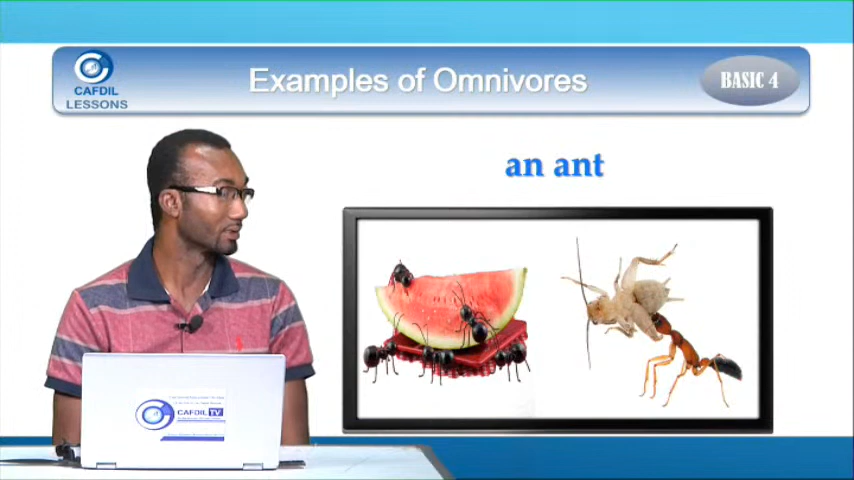 Examples of Omnivores
BASIC 4
CAFDIL
LESSONS
an ant
CAFDIL TV